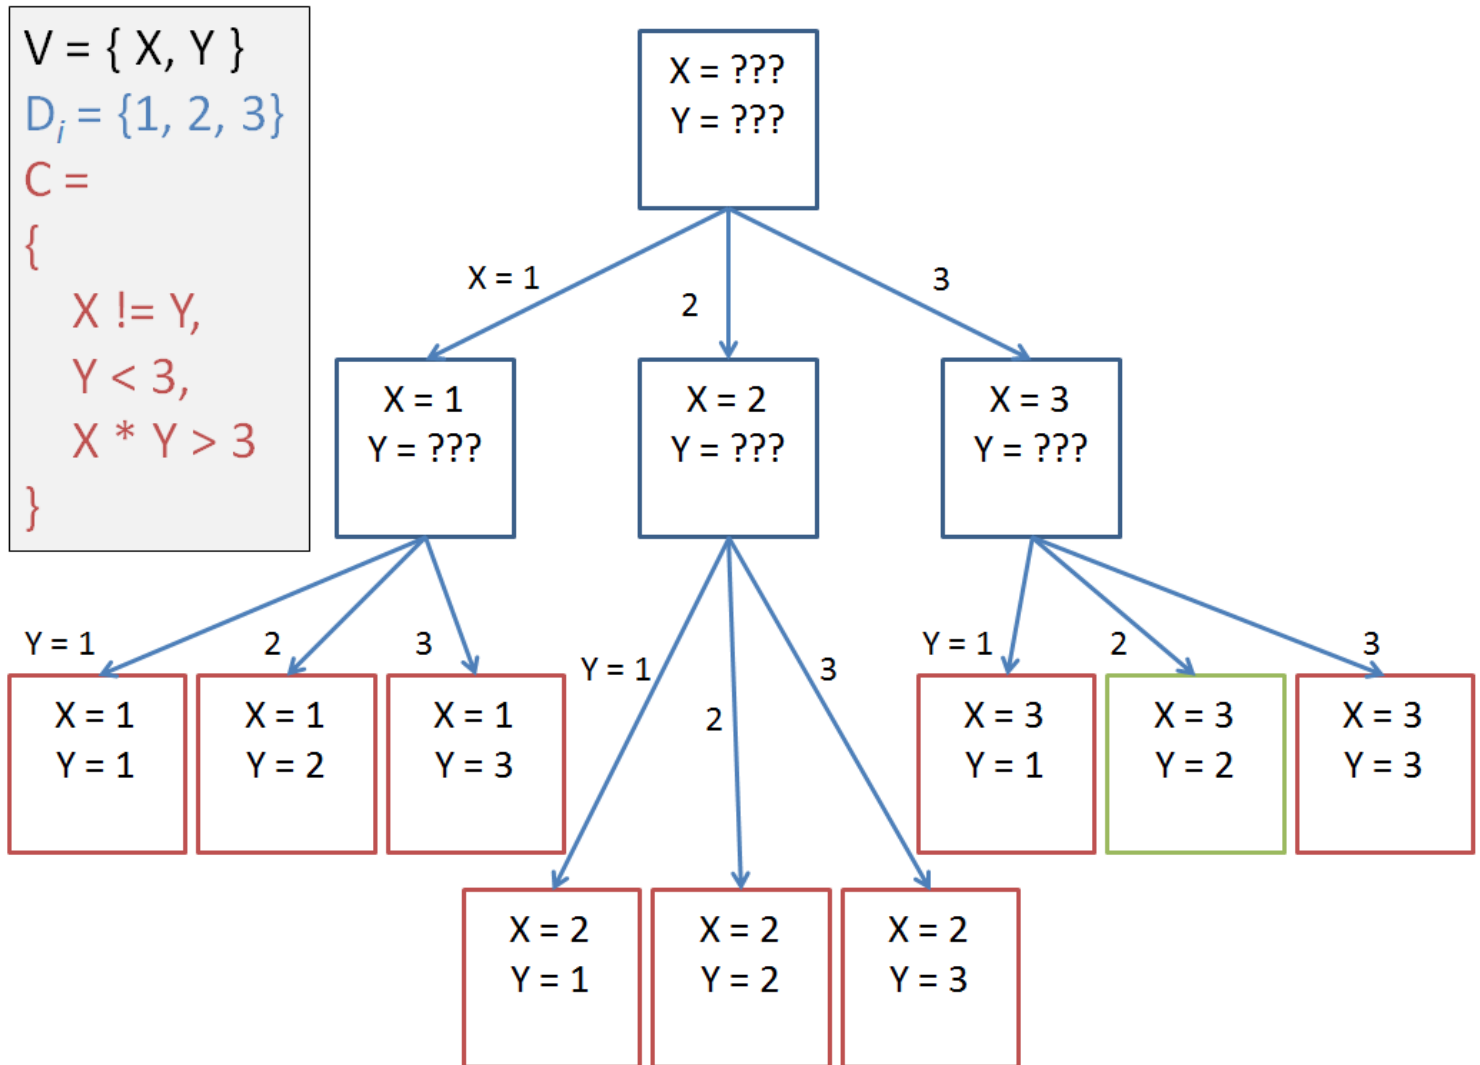 V = { X, Y }
Di = {1, 2, 3}
C =
{
X != Y,
Y < 3,
X * Y > 3
}
X = ???
Y = ???
X = 1
2
3
X = 1
Y = ???
X = 2
Y = ???
X = 3
Y = ???
Y = 1
2
3
Y = 1
2
3
Y = 1
2
3
X = 1
Y = 1
X = 1
Y = 2
X = 1
Y = 3
X = 3
Y = 1
X = 3
Y = 2
X = 3
Y = 3
X = 2
Y = 1
X = 2
Y = 2
X = 2
Y = 3